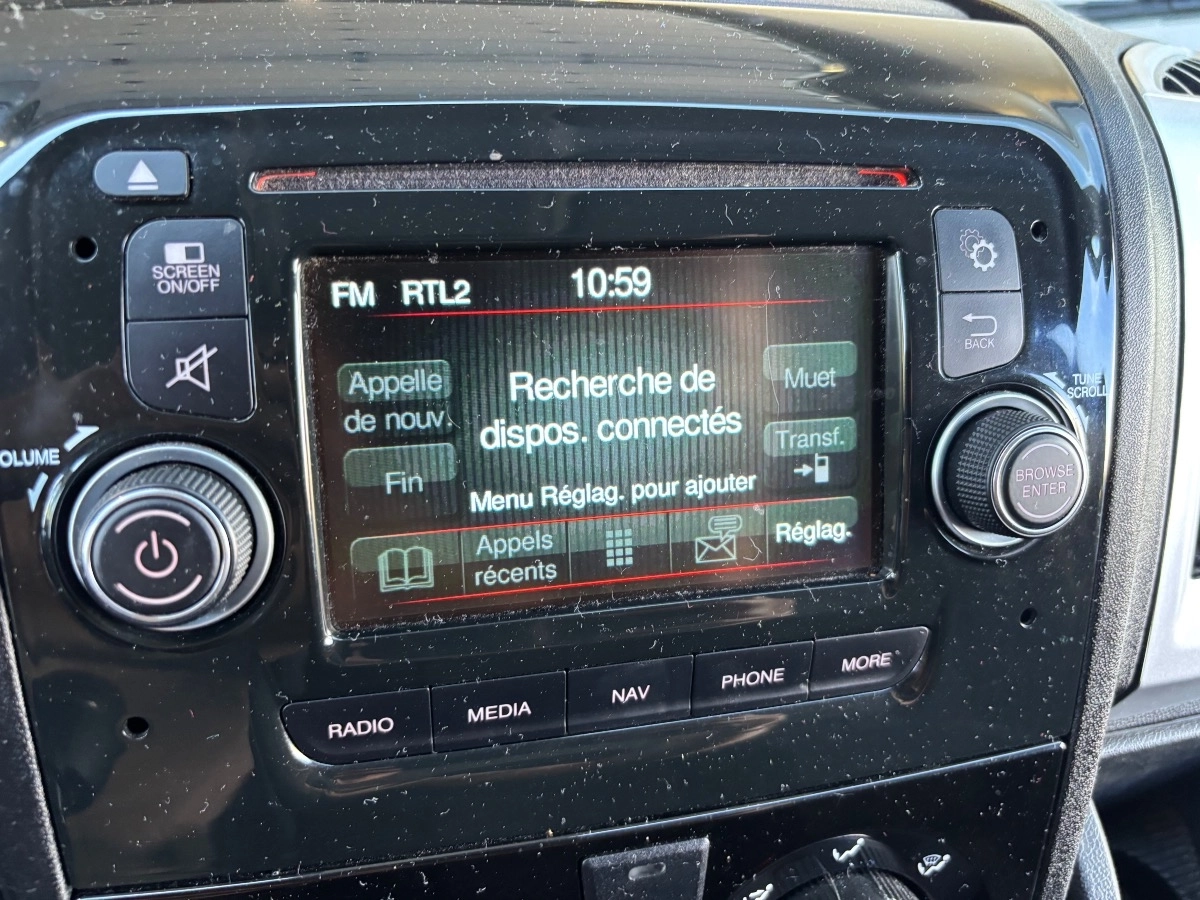 SCREEN
ON/OFF
FM RTL2 10:59
BACK
Appelle
de nouv.
Recherche de
dispos. connectés
Muet
TUNE
SCROLL
Fin
Transf.
Menu Réglag. pour ajouter
BROWSE
ENTER
OLUME
Appels
récents
Réglag.
RADIO
MEDIA
NAV
PHONE
MORE